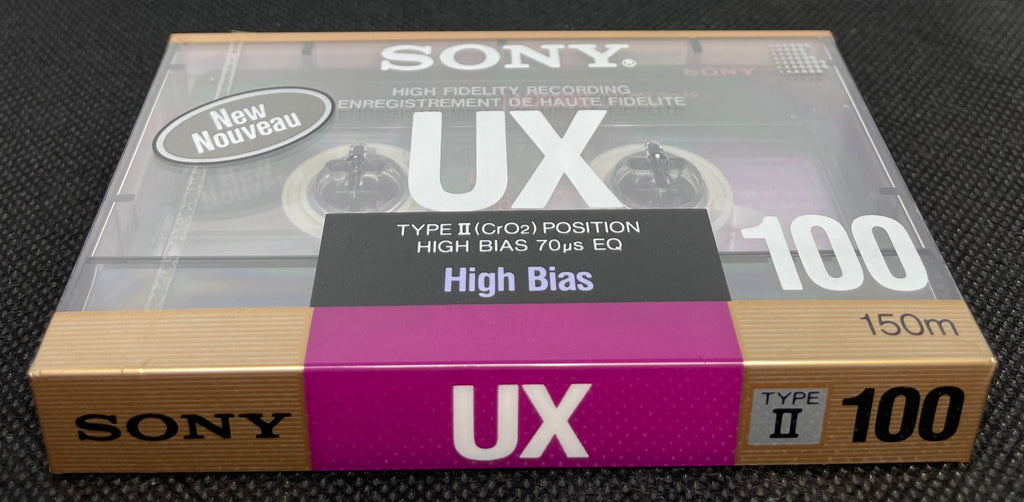 SONY®
SONY
HIGH FIDELITY RECORDING
ENREGISTREMENT DE HAUTE FIDELITE
New
Nouveau
UX
TYPE II (CrO2) POSITION
HIGH BIAS 70µs EQ
High Bias
100
150m
SONY
UX
TYPE
II
100